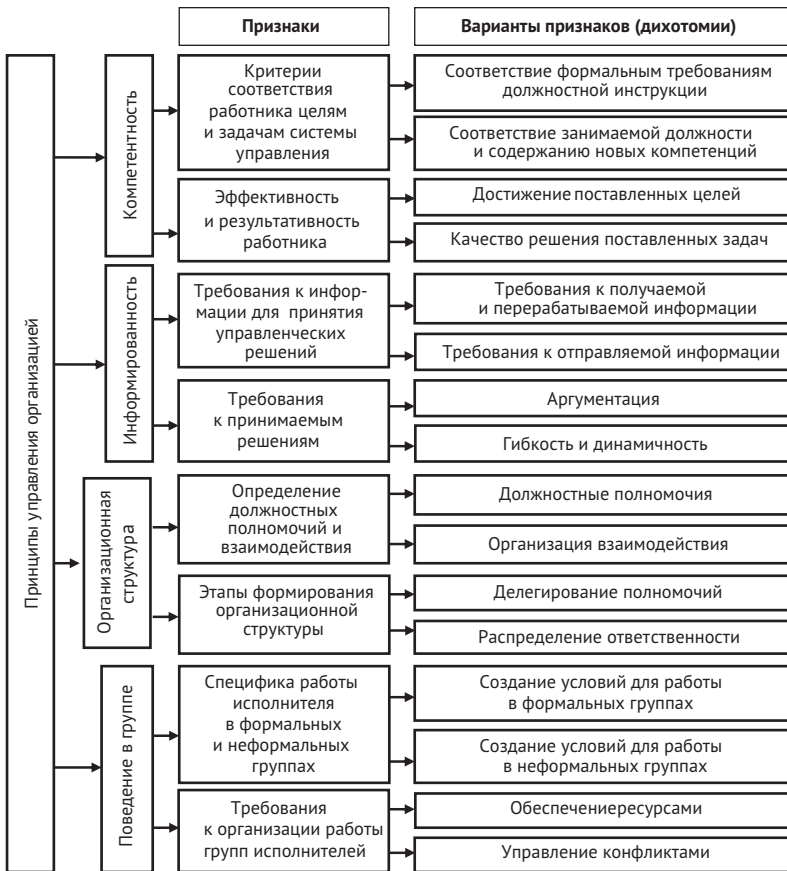 Признаки
Варианты признаков (дихотомии)
Принципы управления организацией
Компетентность
Критерии
соответствия
работника целям
и задачам системы
управления
Соответствие формальным требованиям
должностной инструкции
Соответствие занимаемой должности
и содержанию новых компетенций
Эффективность
и результативность
работника
Достижение поставленных целей
Качество решения поставленных задач
Информированность
Требования к инфор-
мации для принятия
управленческих
решений
Требования к получаемой
и перерабатываемой информации
Требования к отправляемой информации
Требования
к принимаемым
решениям
Аргументация
Гибкость и динамичность
Организационная
структура
Определение
должностных
полномочий и
взаимодействия
Должностные полномочия
Организация взаимодействия
Этапы формирования
организационной
структуры
Делегирование полномочий
Распределение ответственности
Поведение в группе
Специфика работы
исполнителя
в формальных
и неформальных
группах
Создание условий для работы
в формальных группах
Создание условий для работы
в неформальных группах
Требования
к организации работы
групп исполнителей
Обеспечениересурсами
Управление конфликтами